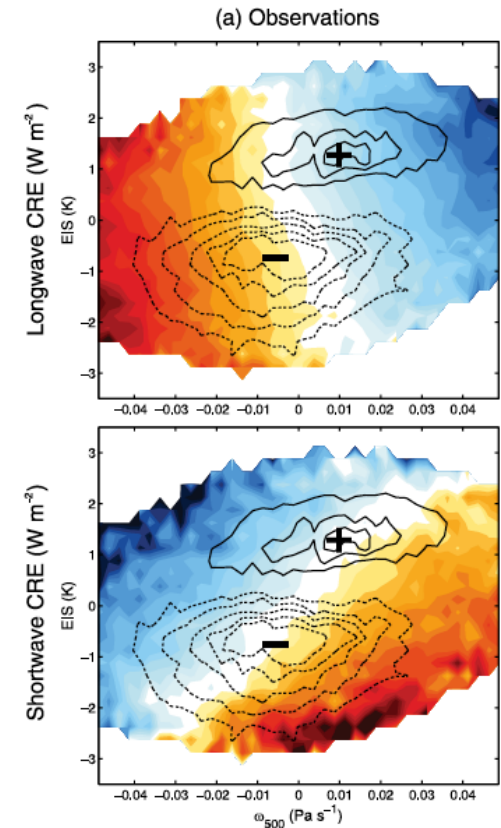 (a) Observations
Longwave CRE (W m⁻²)
EIS (K)
3
2
1
0
−1
−2
−3
−0.04 −0.03 −0.02 −0.01 0 0.01 0.02 0.03 0.04
+
−
Shortwave CRE (W m⁻²)
EIS (K)
3
2
1
0
−1
−2
−3
+
−
−0.04 −0.03 −0.02 −0.01 0 0.01 0.02 0.03 0.04
ω₅₀₀ (Pa s⁻¹)